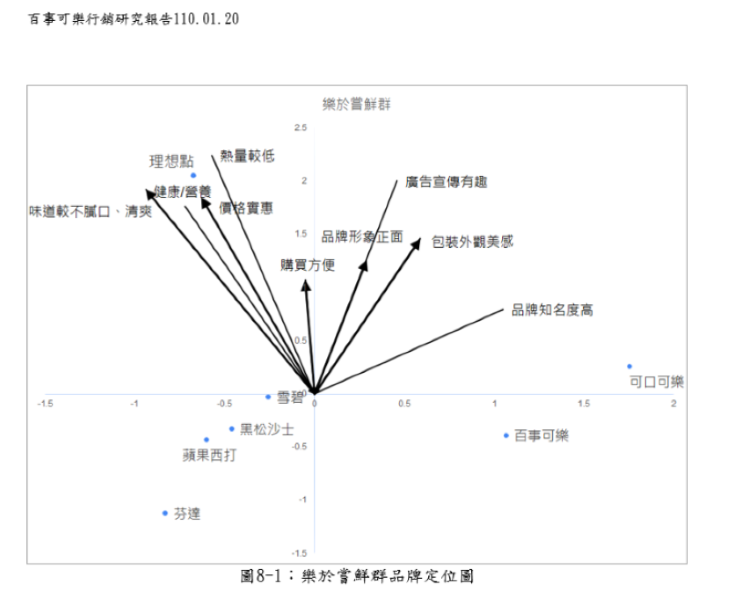 百事可樂行銷研究報告110.01.20
樂於嘗鮮群
2.5
理想點
熱量較低
2
健康/營養
廣告宣傳有趣
味道較不膩口、清爽
價格實惠
1.5
品牌形象正面
包裝外觀美感
購買方便
品牌知名度高
0.5
可口可樂
0
雪碧
-1.5
-1
-0.5
0
0.5
1
1.5
2
黑松沙士
百事可樂
-0.5
蘋果西打
-1
芬達
-1.5
圖8-1：樂於嘗鮮群品牌定位圖